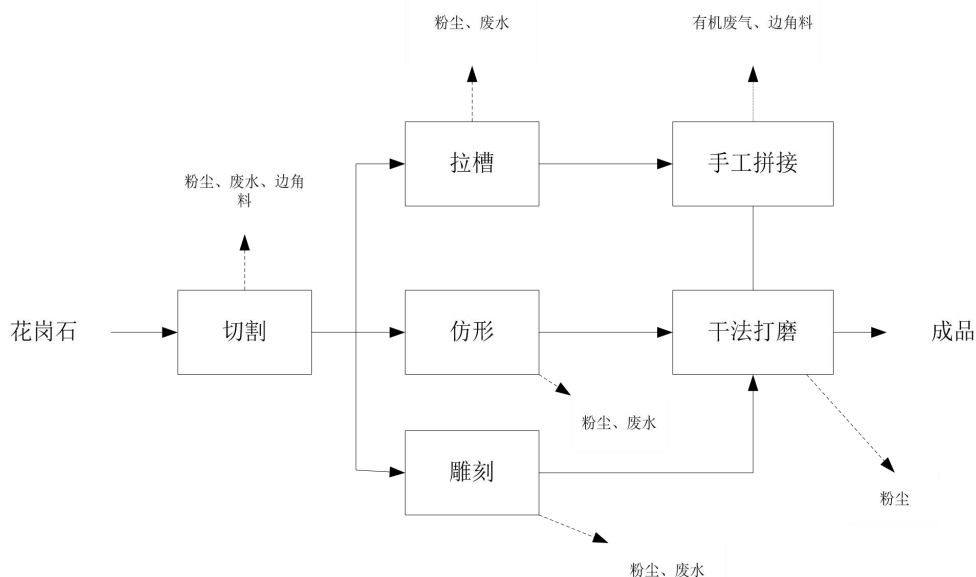 粉尘、废水
有机废气、边角料
拉槽
手工拼接
粉尘、废水、边角
料
花岗石
切割
仿形
干法打磨
成品
粉尘、废水
雕刻
粉尘
粉尘、废水